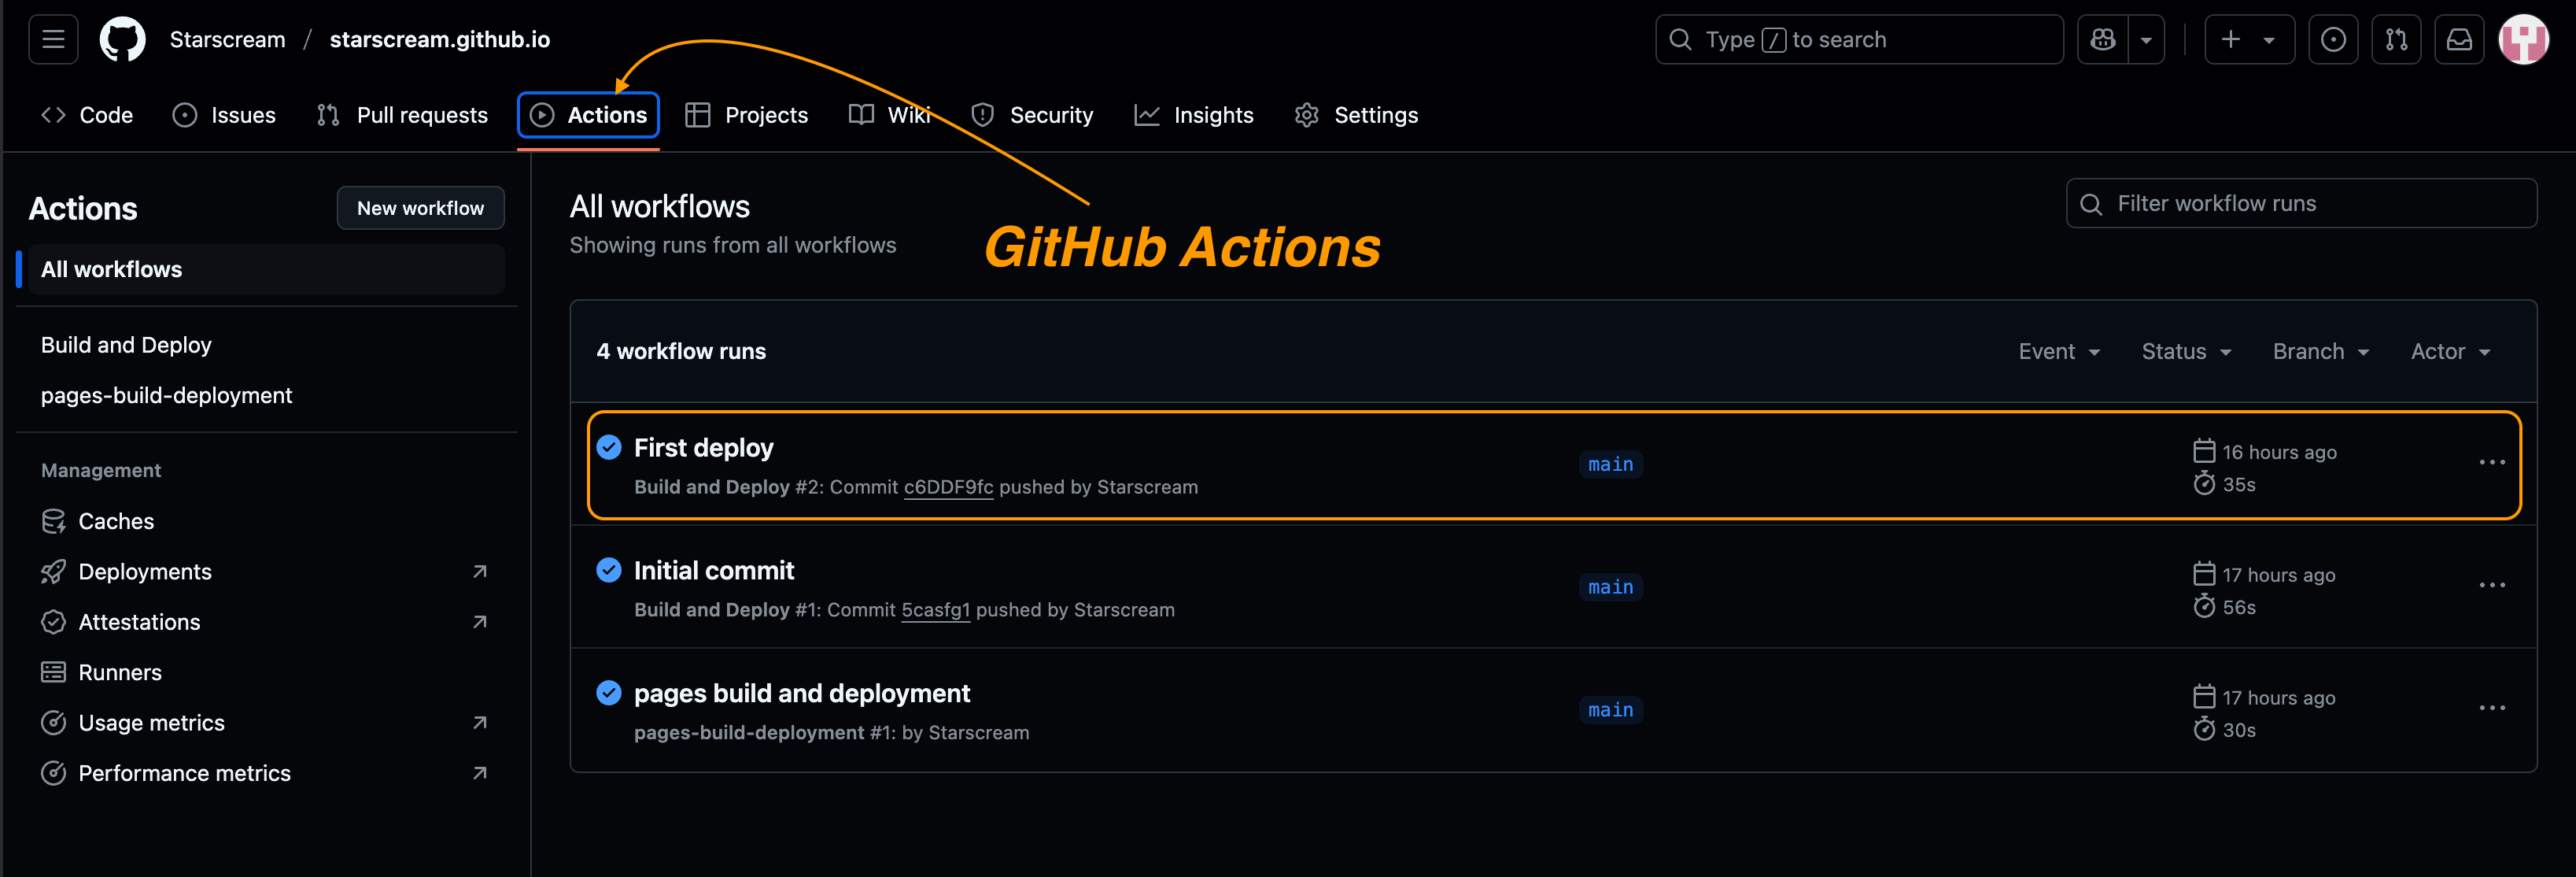 Starscream / starscream.github.io
Type / to search
Code Issues Pull requests Actions Projects Wiki Security Insights Settings
Actions
New workflow
All workflows
Build and Deploy
pages-build-deployment
Management
Caches
Deployments
Attestations
Runners
Usage metrics
Performance metrics
All workflows
Showing runs from all workflows
GitHub Actions
Filter workflow runs
4 workflow runs
Event Status Branch Actor
First deploy
Build and Deploy #2: Commit c6DDF9fc pushed by Starscream
main
16 hours ago
35s
Initial commit
Build and Deploy #1: Commit 5casfg1 pushed by Starscream
main
17 hours ago
56s
pages build and deployment
pages-build-deployment #1: by Starscream
main
17 hours ago
30s